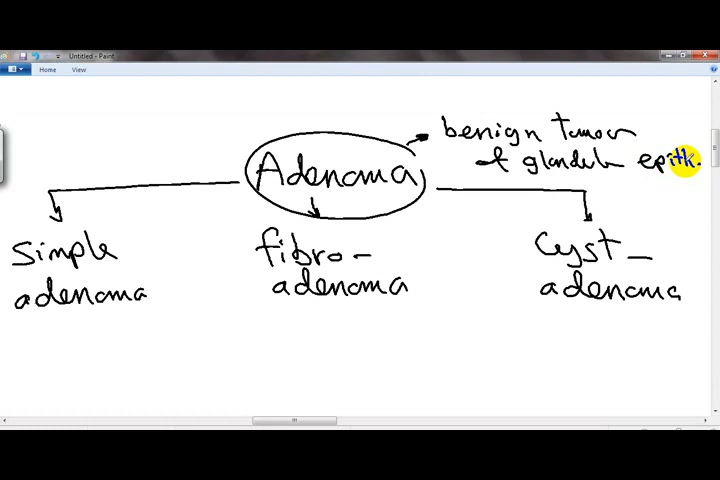 Untitled - Paint
Home View
benign tumor
of glandular epith.
Adenoma
simple
adenoma
fibro-
adenoma
Cyst-
adenoma